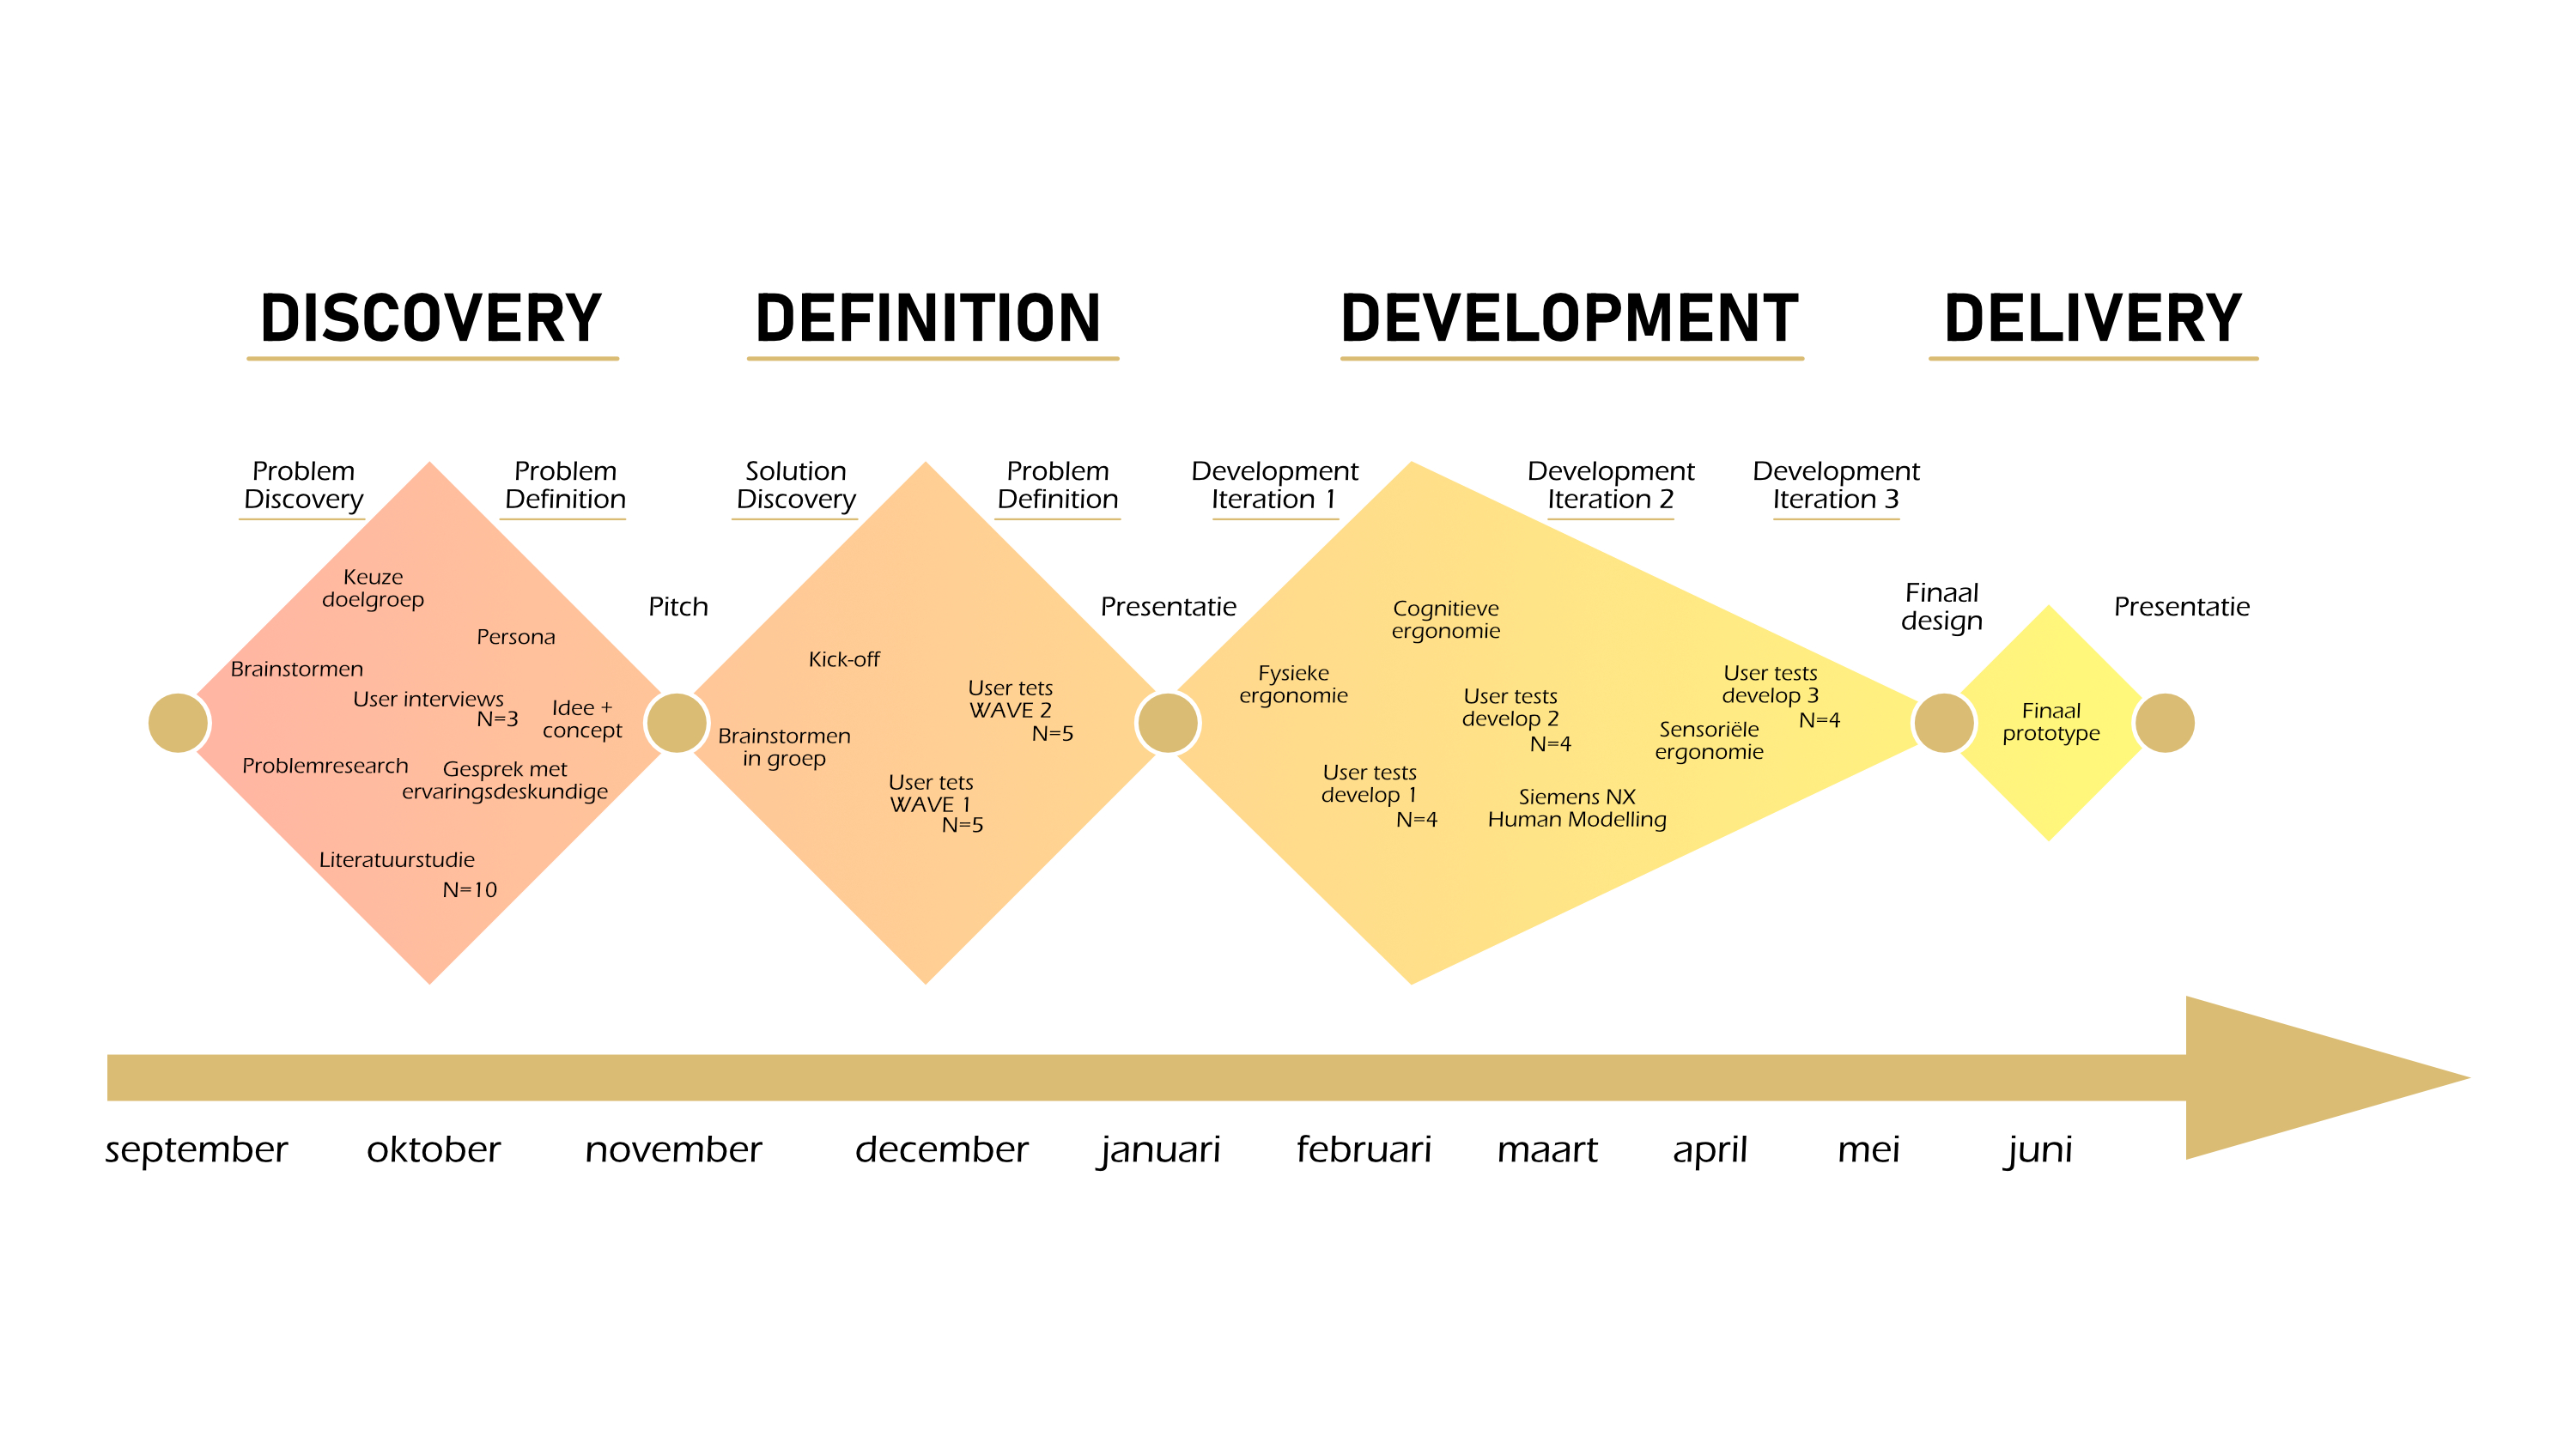 DISCOVERY
DEFINITION
DEVELOPMENT
DELIVERY
Problem
Discovery
Problem
Definition
Solution
Discovery
Problem
Definition
Development
Iteration 1
Development
Iteration 2
Development
Iteration 3
Pitch
Presentatie
Finaal
design
Presentatie
Keuze
doelgroep
Persona
Brainstormen
User interviews
N=3
Idee +
concept
Problemresearch
Gesprek met
ervaringsdeskundige
Literatuurstudie
N=10
Kick-off
Brainstormen
in groep
User tets
WAVE 2
N=5
User tets
WAVE 1
N=5
Cognitieve
ergonomie
Fysieke
ergonomie
User tests
develop 2
N=4
User tests
develop 1
N=4
User tests
develop 3
N=4
Sensoriële
ergonomie
Siemens NX
Human Modelling
Finaal
prototype
september
oktober
november
december
januari
februari
maart
april
mei
juni